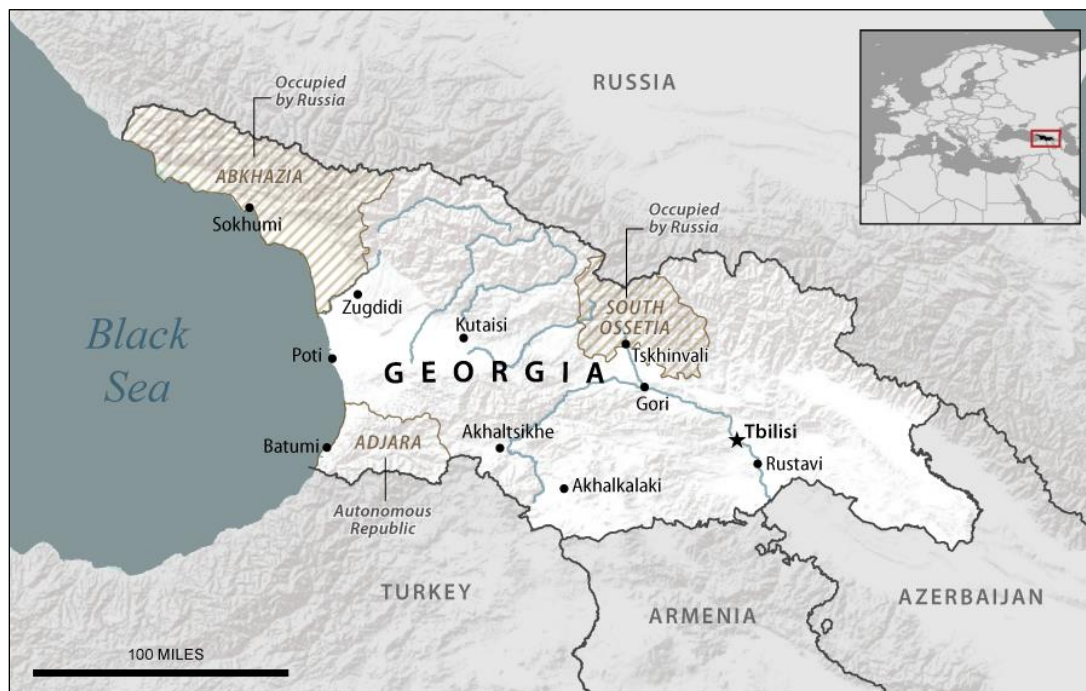 Occupied
by Russia
RUSSIA
ABKHAZIA
Sokhumi
Occupied
by Russia
Zugdidi
SOUTH
OSSETIA
Black
Sea
Kutaisi
Poti
Tskhinvali
GEORGIA
Gori
Batumi
ADJARA
Akhaltsikhe
Tbilisi
Rustavi
Akhalkalaki
Autonomous
Republic
TURKEY
ARMENIA
AZERBAIJAN
100 MILES